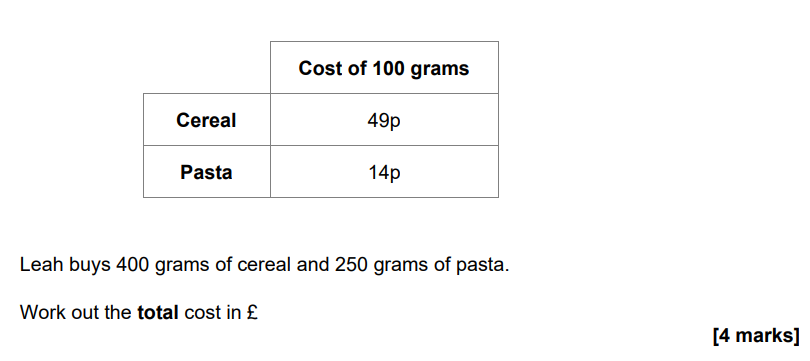 Cost of 100 grams
Cereal 49p
Pasta 14p
Leah buys 400 grams of cereal and 250 grams of pasta.
Work out the total cost in £
[4 marks]